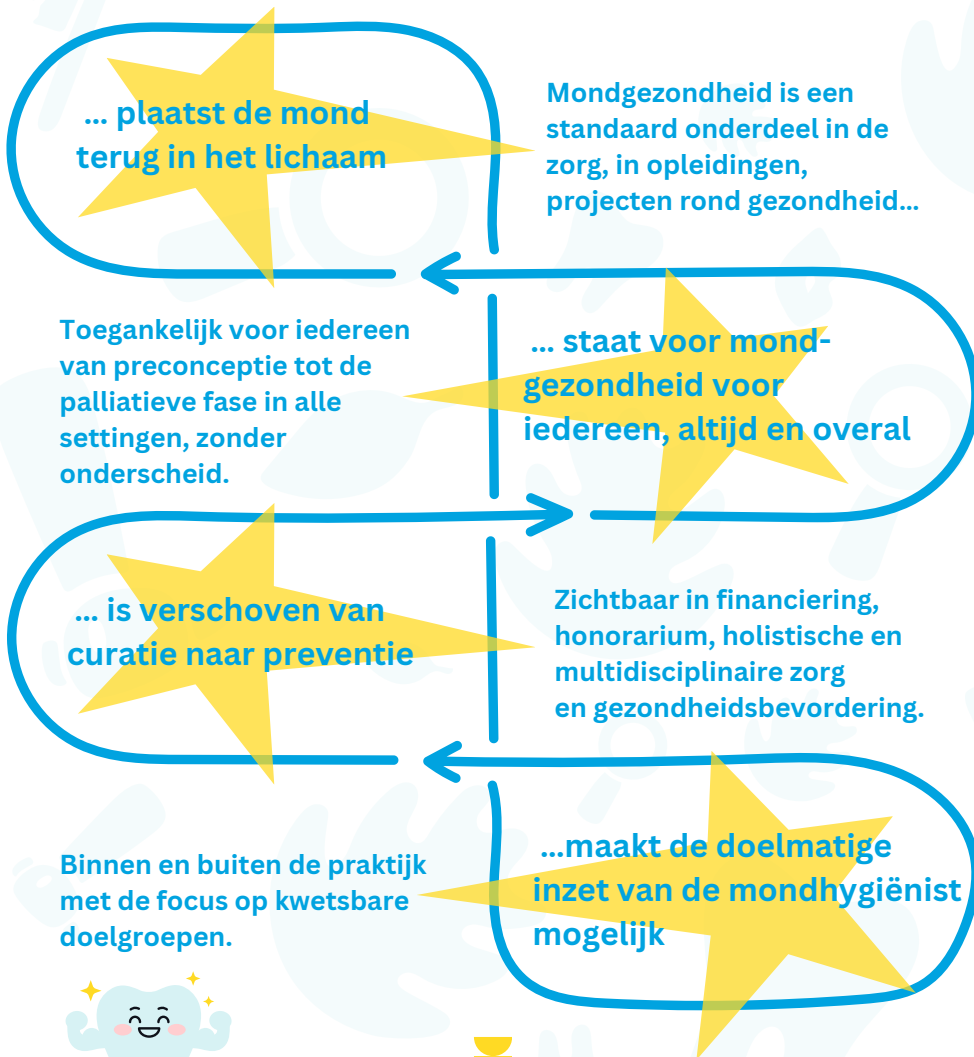 ... plaatst de mond
terug in het lichaam
Mondgezondheid is een
standaard onderdeel in de
zorg, in opleidingen,
projecten rond gezondheid...
... staat voor mond-
gezondheid voor
iedereen, altijd en overal
Toegankelijk voor iedereen
van preconceptie tot de
palliatieve fase in alle
settingen, zonder
onderscheid.
... is verschoven van
curatie naar preventie
Zichtbaar in financiering,
honorarium, holistische en
multidisciplinaire zorg
en gezondheidsbevordering.
...maakt de doelmatige
inzet van de mondhygiënist
mogelijk
Binnen en buiten de praktijk
met de focus op kwetsbare
doelgroepen.